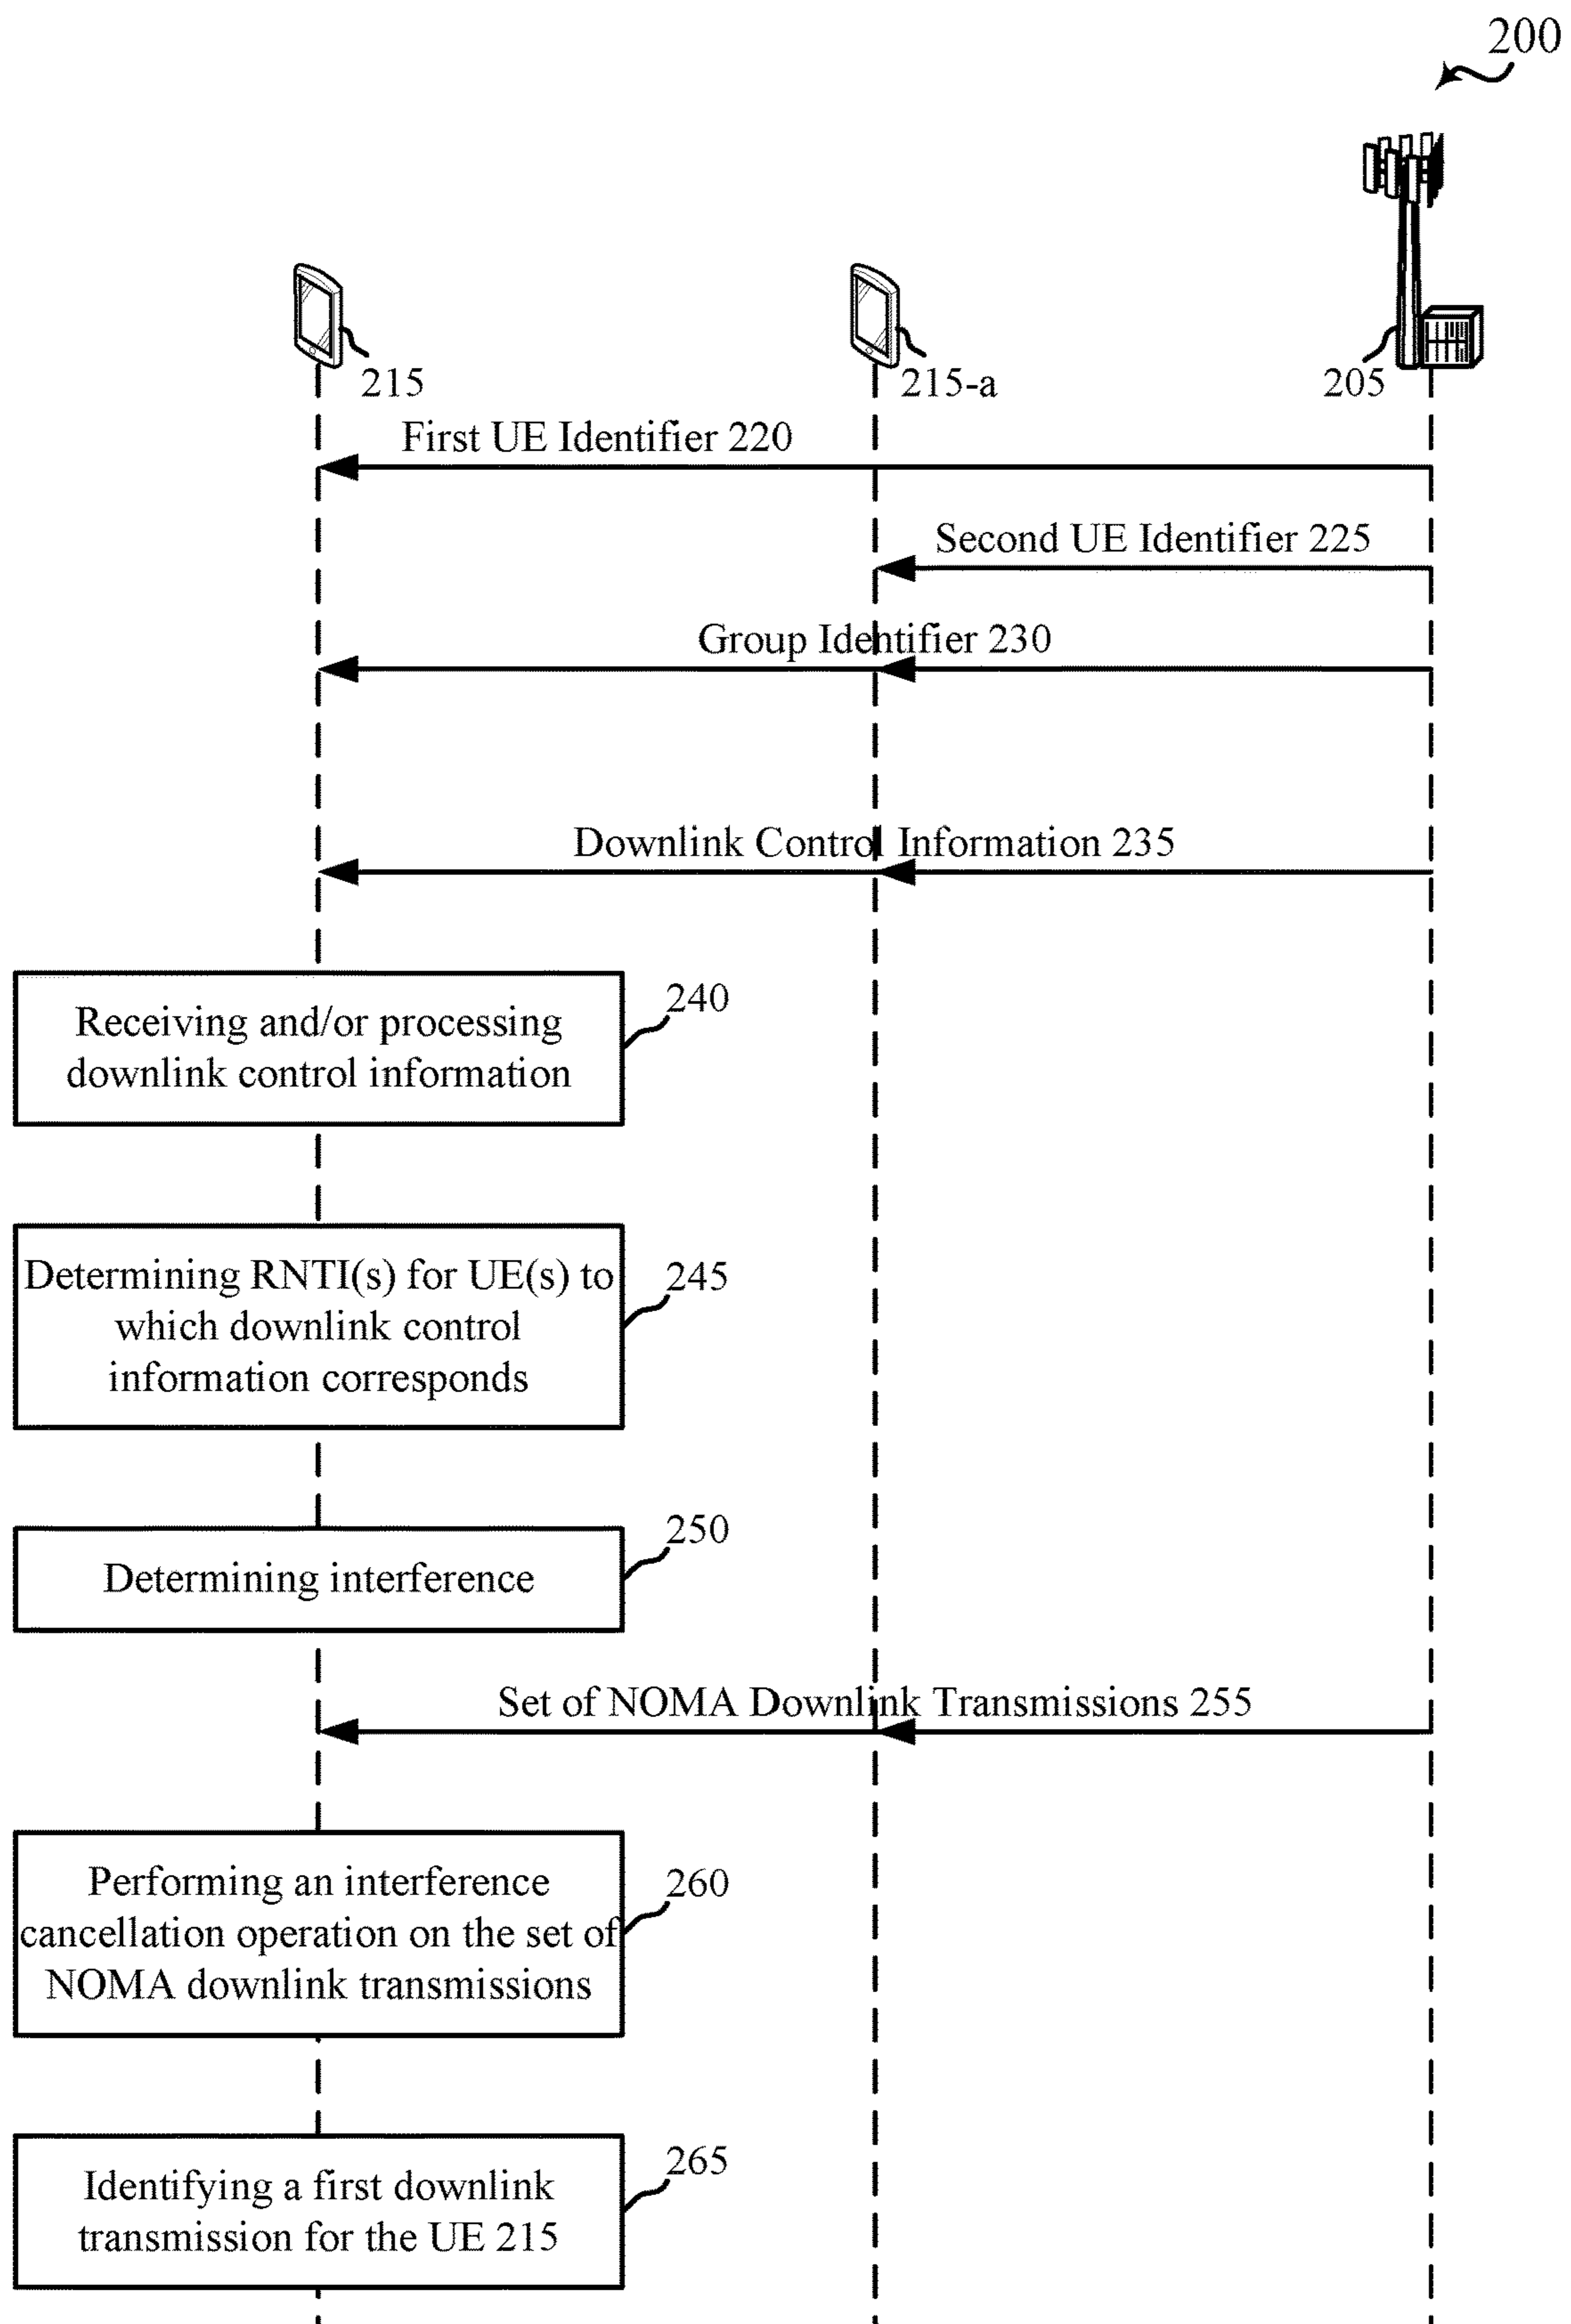 200
215
215-a
205
First UE Identifier 220
Second UE Identifier 225
Group Identifier 230
Downlink Control Information 235
240
Receiving and/or processing
downlink control information
245
Determining RNTI(s) for UE(s) to
which downlink control
information corresponds
250
Determining interference
Set of NOMA Downlink Transmissions 255
260
Performing an interference
cancellation operation on the set of
NOMA downlink transmissions
265
Identifying a first downlink
transmission for the UE 215